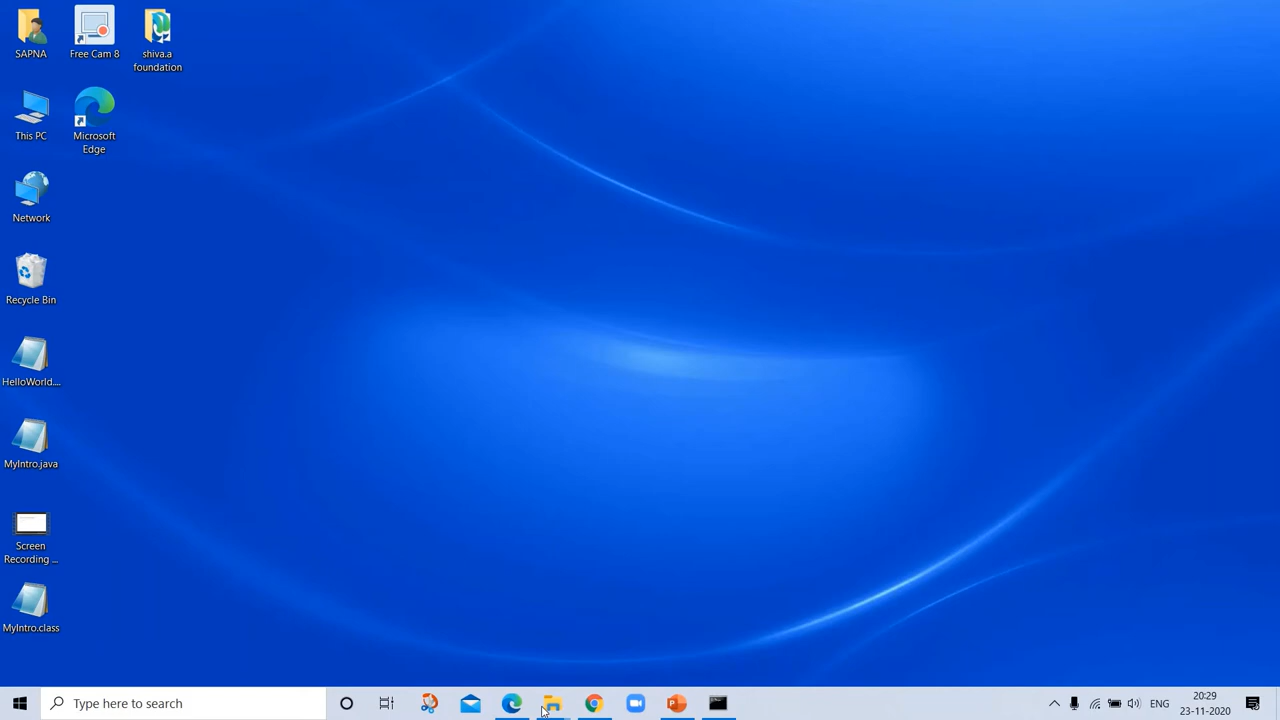 SAPNA
Free Cam 8
shiva.a
foundation
This PC
Microsoft
Edge
Network
Recycle Bin
HelloWorld....
MyIntro.java
Screen
Recording ...
MyIntro.class
Type here to search
ENG
20:29
23-11-2020